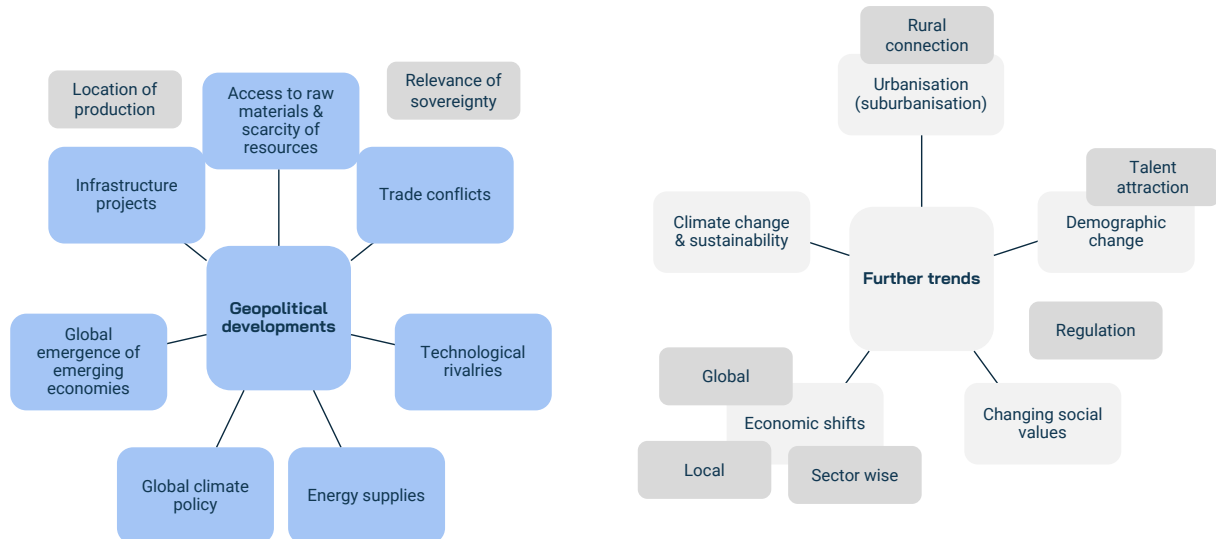 Location of
production
Access to raw
materials &
scarcity of
resources
Relevance of
sovereignty
Infrastructure
projects
Trade conflicts
Geopolitical
developments
Global
emergence of
emerging
economies
Technological
rivalries
Global climate
policy
Energy supplies
Rural
connection
Urbanisation
(suburbanisation)
Talent
attraction
Climate change
& sustainability
Demographic
change
Further trends
Regulation
Global
Economic shifts
Changing social
values
Local
Sector wise